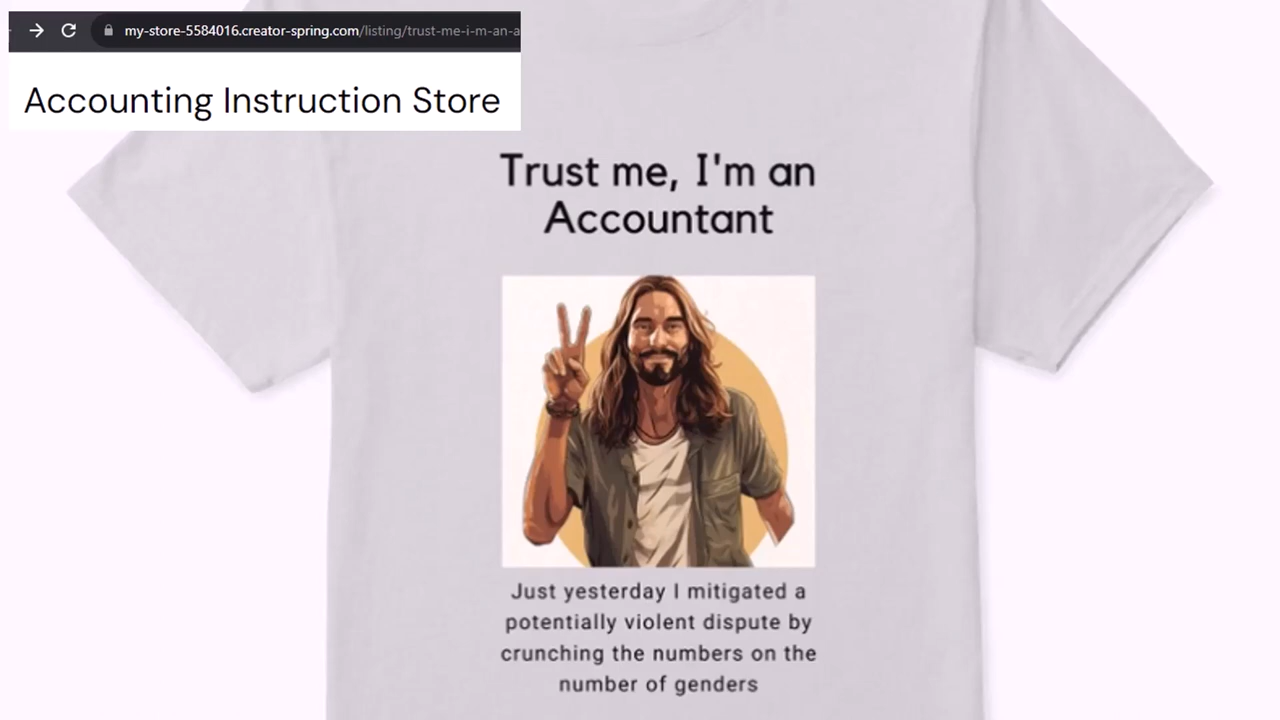 my-store-5584016.creator-spring.com/listing/trust-me-i-m-an-a
Accounting Instruction Store
Trust me, I'm an
Accountant
Just yesterday I mitigated a
potentially violent dispute by
crunching the numbers on the
number of genders